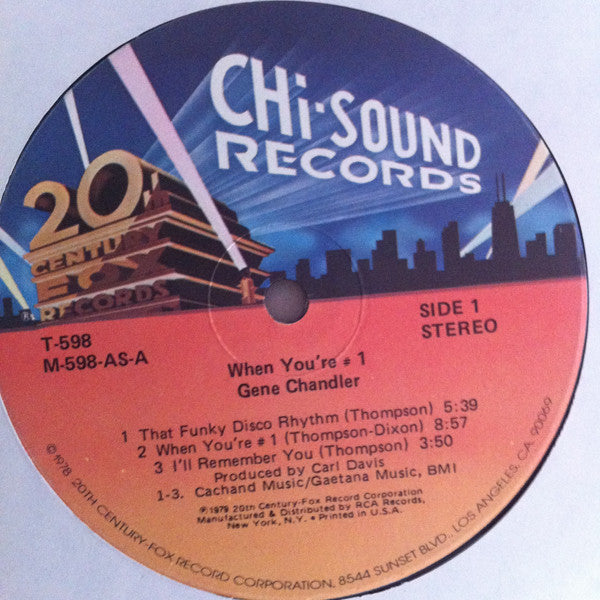 CHi-SOUND
RECORDS
20th
CENTURY
FOX
RECORDS
T-598
M-598-AS-A
SIDE 1
STEREO
When You're # 1
Gene Chandler
1 That Funky Disco Rhythm (Thompson) 5:39
2 When You're # 1 (Thompson-Dixon) 8:57
3 I'll Remember You (Thompson) 3:50
Produced by Carl Davis
1-3. Cachand Music/Gaetana Music, BMI
℗ 1979 20th Century-Fox Record Corporation
Manufactured & Distributed by RCA Records,
New York, N.Y. • Printed in U.S.A.
©1978, 20TH CENTURY-FOX RECORD CORPORATION, 8544 SUNSET BLVD., LOS ANGELES, CA. 90069